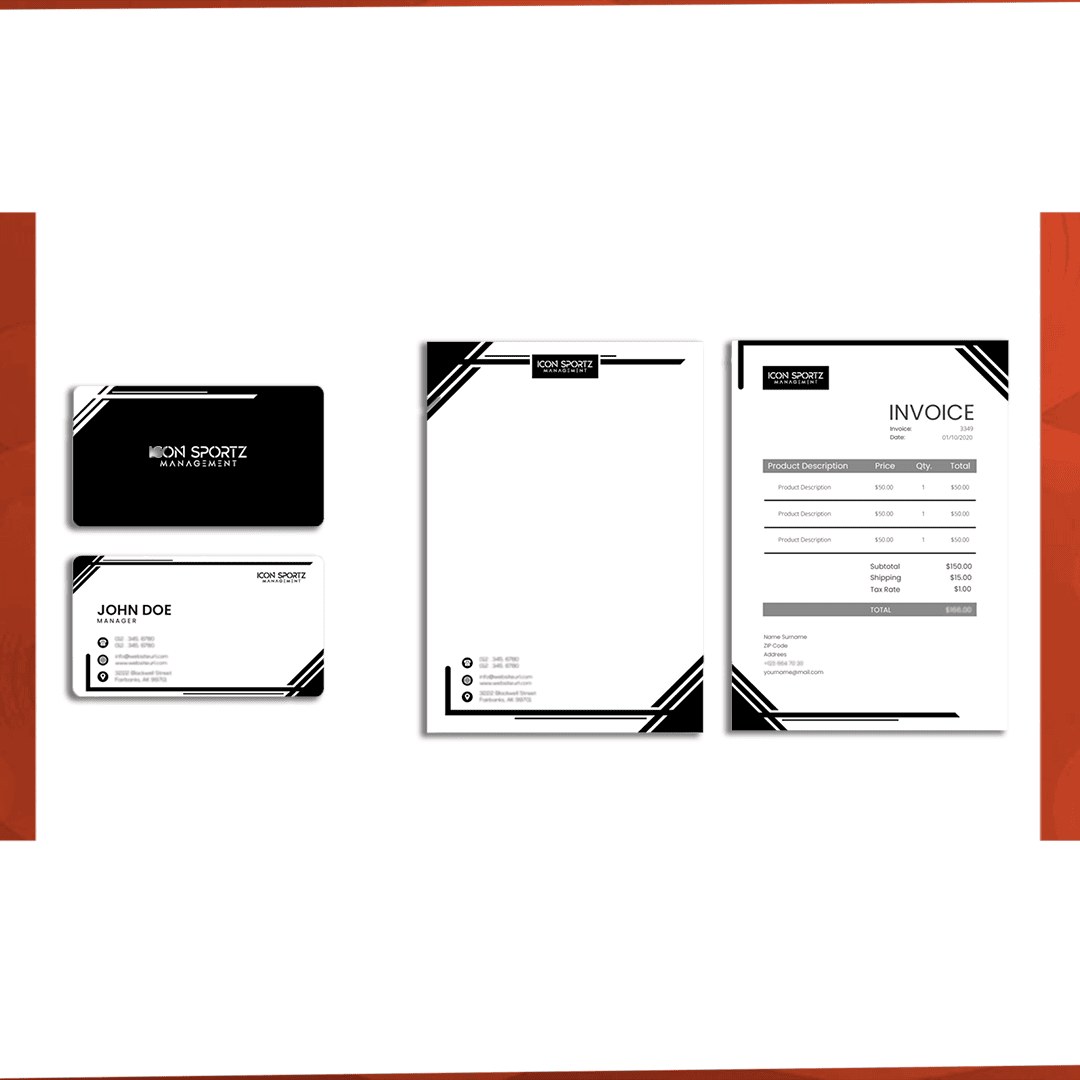 ICON SPORTZ
MANAGEMENT
ICON SPORTZ
MANAGEMENT
JOHN DOE
MANAGER
012 345 6780
012 345 6780
info@websiteurl.com
www.websiteurl.com
3222 Blackwell Street
Fairbanks, AK 99701
ICON SPORTZ
MANAGEMENT
012 345 6780
012 345 6780
info@websiteurl.com
www.websiteurl.com
3222 Blackwell Street
Fairbanks, AK 99701
ICON SPORTZ
MANAGEMENT
INVOICE
Invoice: 3349
Date: 01/10/2020
Product Description Price Qty. Total
Product Description $50.00 1 $50.00
Product Description $50.00 1 $50.00
Product Description $50.00 1 $50.00
Subtotal $150.00
Shipping $15.00
Tax Rate $1.00
TOTAL $166.00
Name Surname
ZIP Code
Addrees
yourname@mail.com